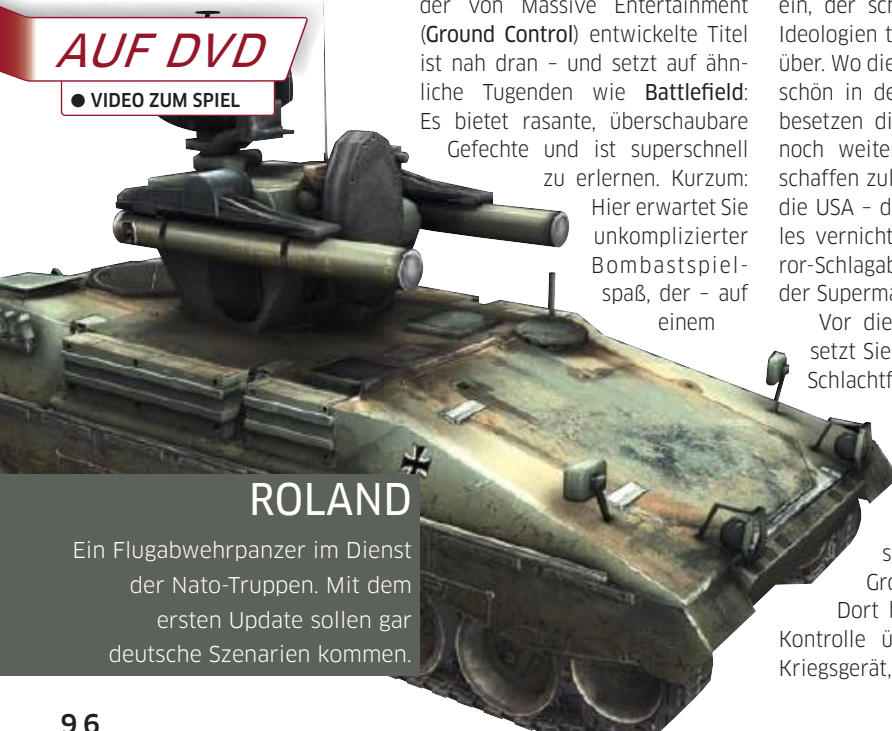 AUF DVD
● VIDEO ZUM SPIEL
der von Massive Entertainment
(Ground Control) entwickelte Titel
ist nah dran – und setzt auf ähn-
liche Tugenden wie Battlefield:
Es bietet rasante, überschaubare
Gefechte und ist superschnell
zu erlernen. Kurzum:
Hier erwartet Sie
unkomplizierter
Bombastspiel-
spaß, der – auf
einem
ein, der sch
Ideologien t
über. Wo die
schön in de
besetzen di
noch weiter
schaffen zul
die USA – d
les vernicht
ror-Schlagab
der Superma
Vor die
setzt Sie
Schlachtf
s
Gro
Dort h
Kontrolle ü
Kriegsgerät,
ROLAND
Ein Flugabwehrpanzer im Dienst
der Nato-Truppen. Mit dem
ersten Update sollen gar
deutsche Szenarien kommen.
96